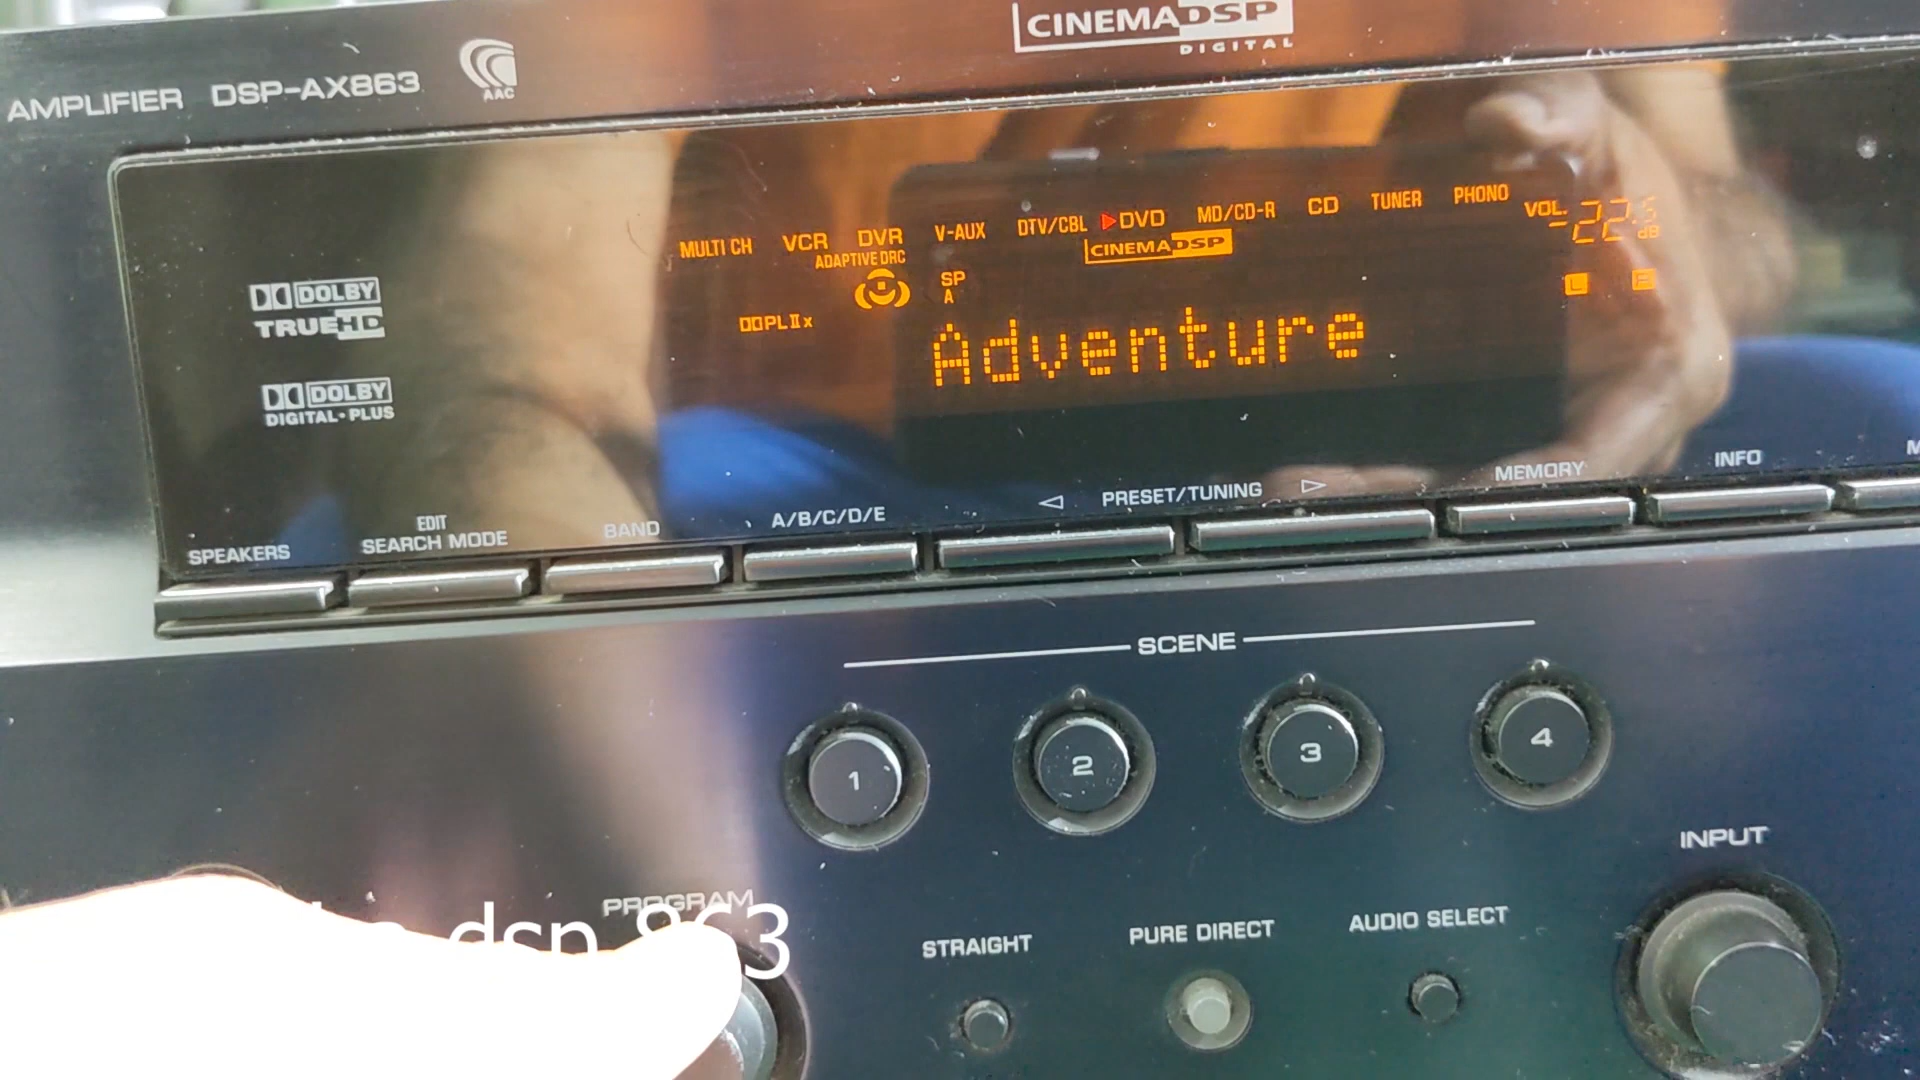 CINEMA DSP
DIGITAL
AMPLIFIER DSP-AX863
AAC
MULTI CH VCR DVR V-AUX DTV/CBL DVD MD/CD-R CD TUNER PHONO VOL. -22.5 dB
ADAPTIVE DRC
CINEMA DSP
SP
A
L R
DOLBY
TRUEHD
PLIIx
Adventure
DOLBY
DIGITAL PLUS
SPEAKERS
EDIT
SEARCH MODE
BAND
A/B/C/D/E
PRESET/TUNING
MEMORY
INFO
SCENE
1 2 3 4
INPUT
PROGRAM
dsp 863
STRAIGHT
PURE DIRECT
AUDIO SELECT